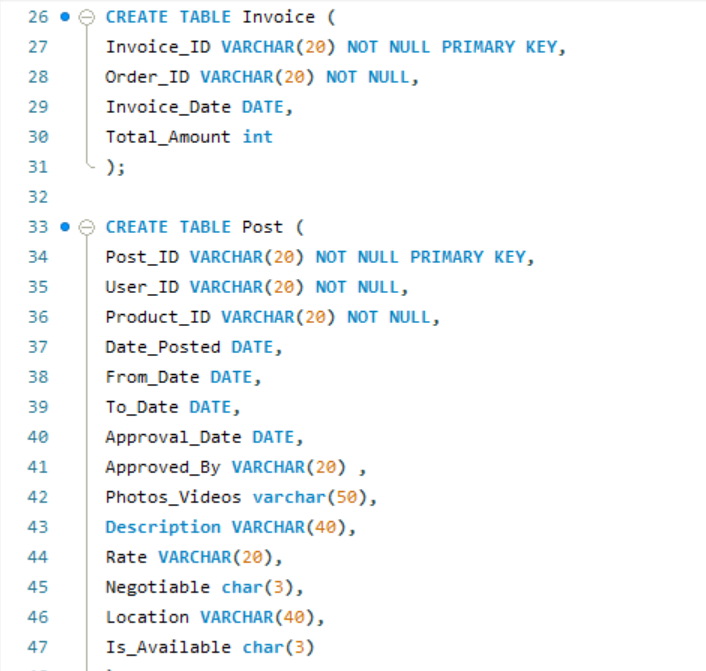 26 CREATE TABLE Invoice (
27 Invoice_ID VARCHAR(20) NOT NULL PRIMARY KEY,
28 Order_ID VARCHAR(20) NOT NULL,
29 Invoice_Date DATE,
30 Total_Amount int
31 );
32
33 CREATE TABLE Post (
34 Post_ID VARCHAR(20) NOT NULL PRIMARY KEY,
35 User_ID VARCHAR(20) NOT NULL,
36 Product_ID VARCHAR(20) NOT NULL,
37 Date_Posted DATE,
38 From_Date DATE,
39 To_Date DATE,
40 Approval_Date DATE,
41 Approved_By VARCHAR(20) ,
42 Photos_Videos varchar(50),
43 Description VARCHAR(40),
44 Rate VARCHAR(20),
45 Negotiable char(3),
46 Location VARCHAR(40),
47 Is_Available char(3)